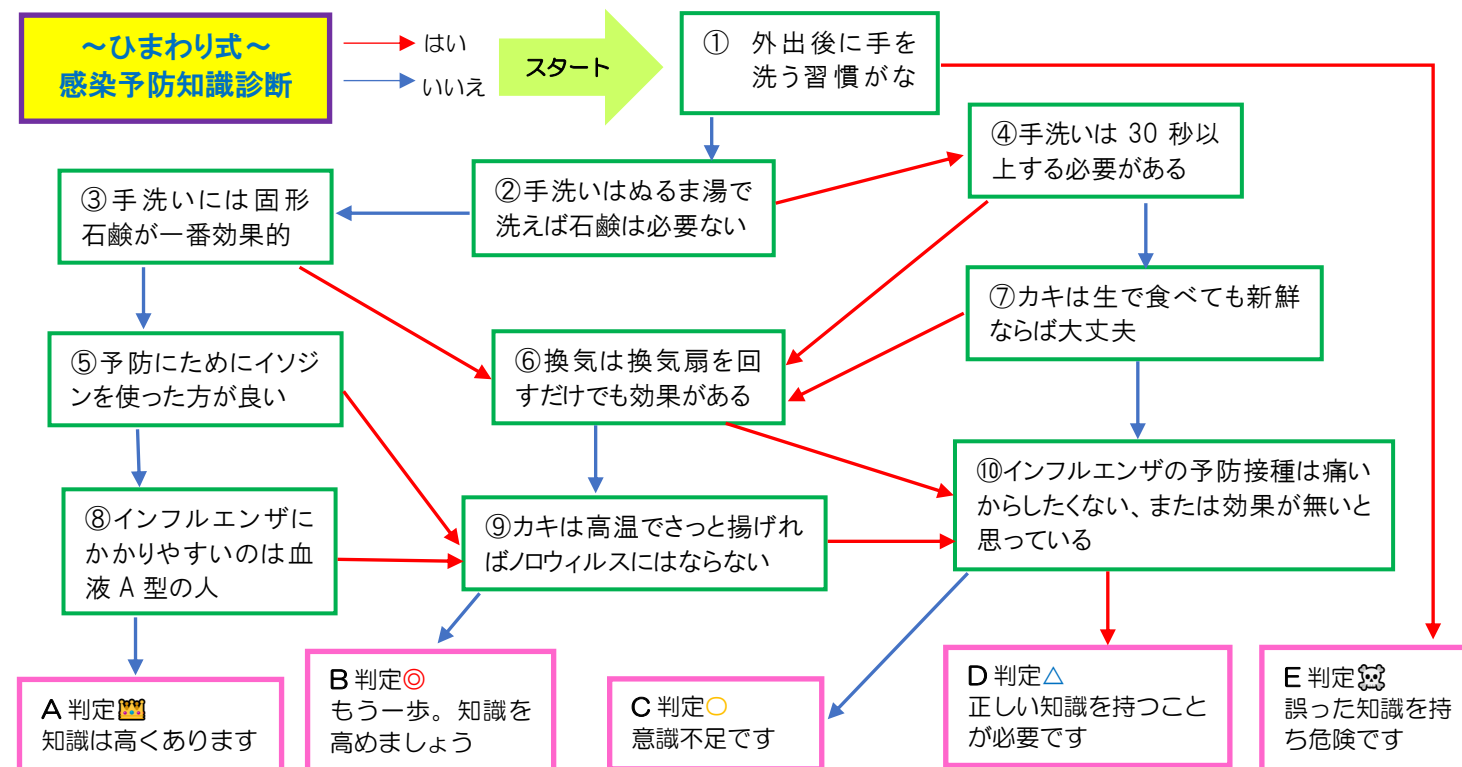 ～ひまわり式～
感染予防知識診断
はい
いいえ
スタート
① 外出後に手を
洗う習慣がな
②手洗いはぬるま湯で
洗えば石鹸は必要ない
③手洗いには固形
石鹸が一番効果的
④手洗いは 30 秒以
上する必要がある
⑤予防にためにイソジ
ンを使った方が良い
⑥換気は換気扇を回
すだけでも効果がある
⑦カキは生で食べても新鮮
ならば大丈夫
⑧インフルエンザに
かかりやすいのは血
液 A 型の人
⑨カキは高温でさっと揚げれ
ばノロウィルスにはならない
⑩インフルエンザの予防接種は痛い
からしたくない、または効果が無いと
思っている
A 判定👑
知識は高くあります
B 判定◎
もう一歩。知識を
高めましょう
C 判定○
意識不足です
D 判定△
正しい知識を持つこと
が必要です
E 判定☠
誤った知識を持
ち危険です